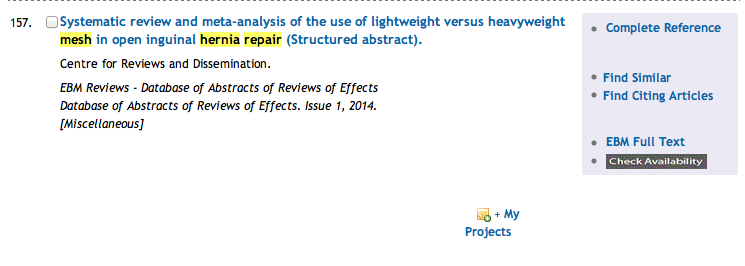 157. Systematic review and meta-analysis of the use of lightweight versus heavyweight
mesh in open inguinal hernia repair (Structured abstract).
Centre for Reviews and Dissemination.
EBM Reviews - Database of Abstracts of Reviews of Effects
Database of Abstracts of Reviews of Effects. Issue 1, 2014.
[Miscellaneous]
+ My
Projects
• Complete Reference
• Find Similar
• Find Citing Articles
• EBM Full Text
• Check Availability